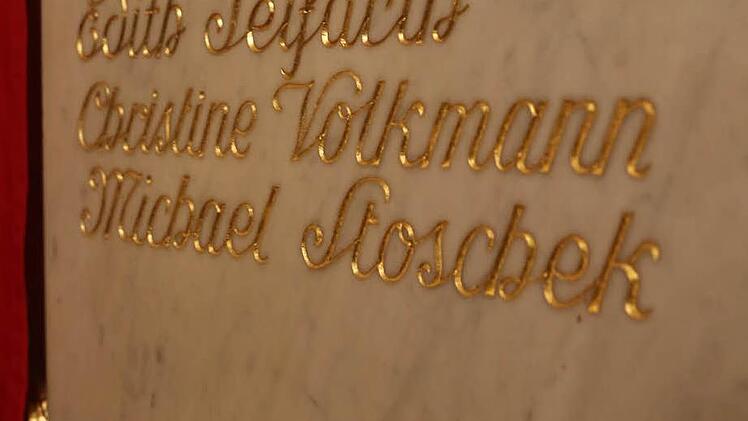 Edith
Christine Volkmann
Michael Stoschek